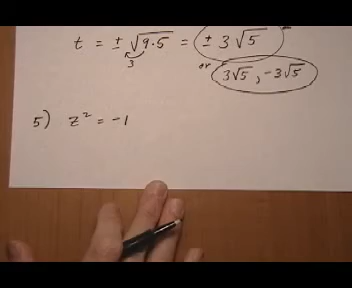 t = ± √9·5 = ± 3√5
3
or 3√5 , -3√5
5) z² = -1